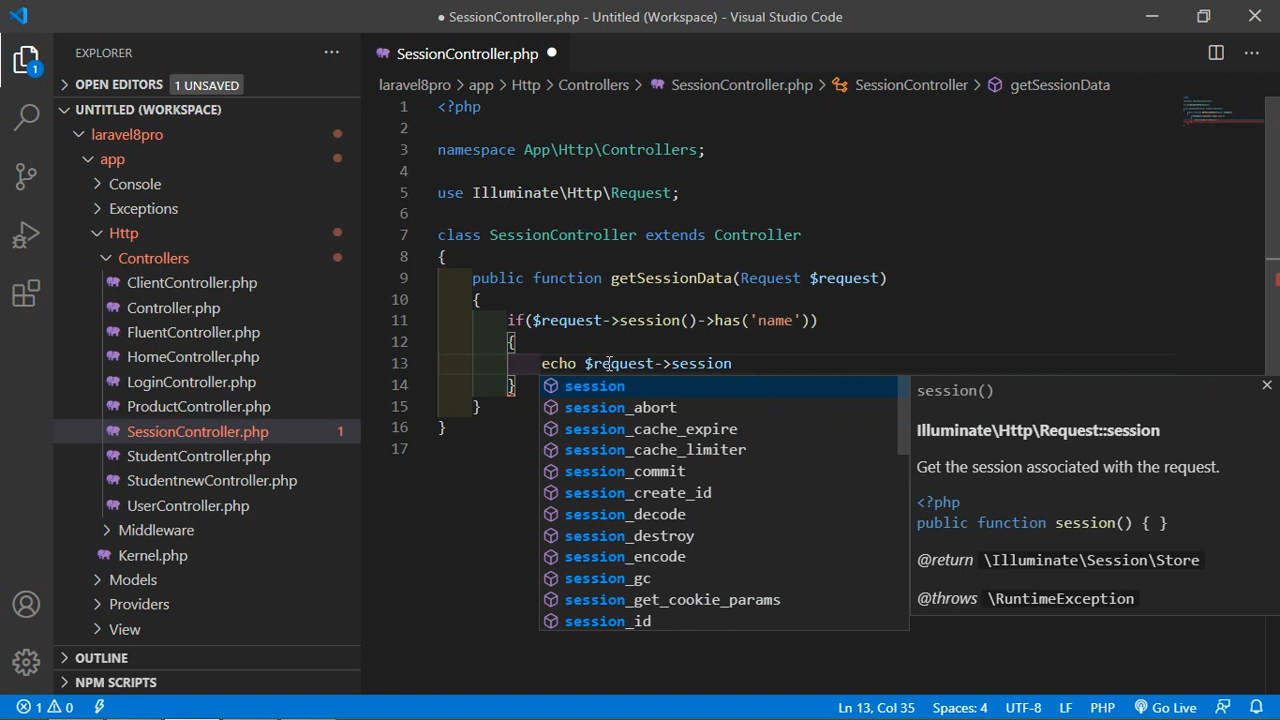 ● SessionController.php - Untitled (Workspace) - Visual Studio Code
EXPLORER
OPEN EDITORS 1 UNSAVED
UNTITLED (WORKSPACE)
laravel8pro
app
Console
Exceptions
Http
Controllers
ClientController.php
Controller.php
FluentController.php
HomeController.php
LoginController.php
ProductController.php
SessionController.php 1
StudentController.php
StudentnewController.php
UserController.php
Middleware
Kernel.php
Models
Providers
View
OUTLINE
NPM SCRIPTS
1
SessionController.php
laravel8pro > app > Http > Controllers > SessionController.php > SessionController > getSessionData
1 <?php
2
3 namespace App\Http\Controllers;
4
5 use Illuminate\Http\Request;
6
7 class SessionController extends Controller
8 {
9 public function getSessionData(Request $request)
10 {
11 if($request->session()->has('name'))
12 {
13 echo $request->session
14 }
15 }
16 }
17
session
session_abort
session_cache_expire
session_cache_limiter
session_commit
session_create_id
session_decode
session_destroy
session_encode
session_gc
session_get_cookie_params
session_id
session()
Illuminate\Http\Request::session
Get the session associated with the request.
<?php
public function session() { }
@return \Illuminate\Session\Store
@throws \RuntimeException
1 0
Ln 13, Col 35 Spaces: 4 UTF-8 LF PHP Go Live